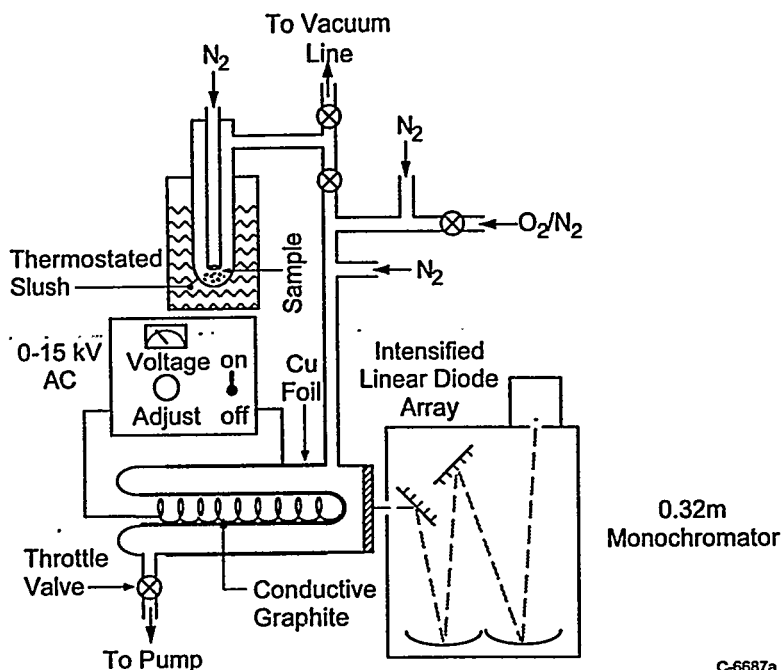 To Vacuum
Line
N2
N2
O2/N2
N2
Thermostated
Slush
Sample
0-15 kV
AC
Voltage on
Adjust off
Cu
Foil
Intensified
Linear Diode
Array
0.32m
Monochromator
Throttle
Valve
Conductive
Graphite
To Pump
C-6687a